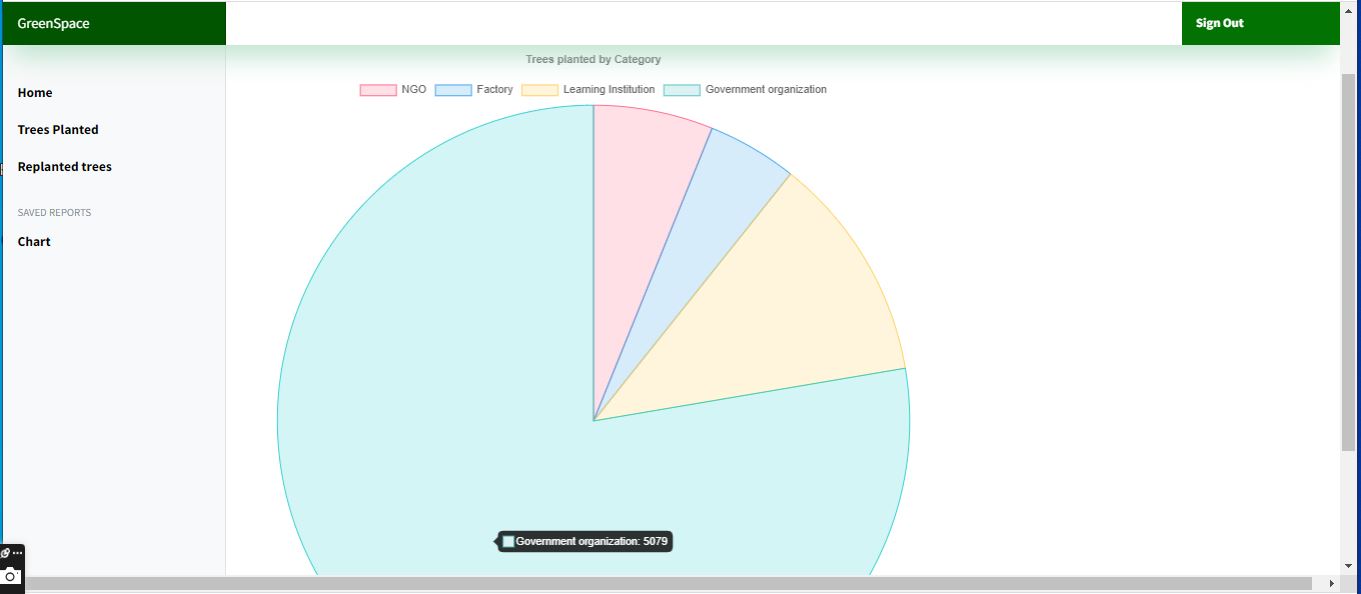 GreenSpace
Sign Out
Home
Trees Planted
Replanted trees
SAVED REPORTS
Chart
Trees planted by Category
NGO Factory Learning Institution Government organization
Government organization: 5079